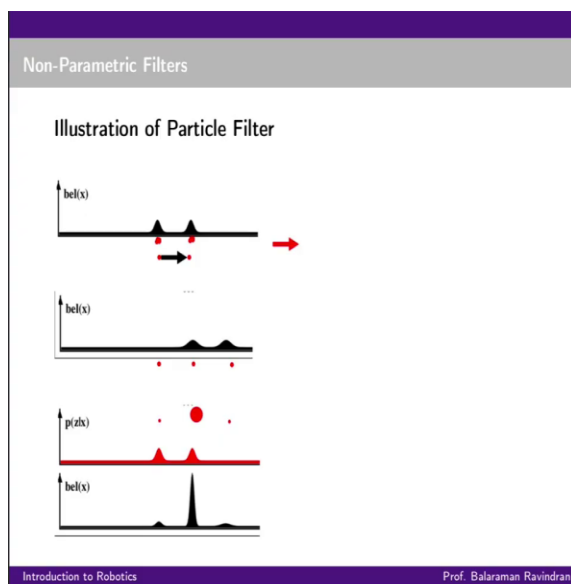 Non-Parametric Filters
Illustration of Particle Filter
bel(x)
bel(x)
p(z|x)
bel(x)
Introduction to Robotics
Prof. Balaraman Ravindran